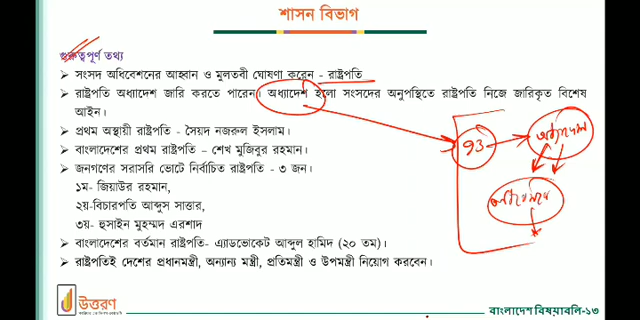 শাসন বিভাগ
গুরুত্বপূর্ণ তথ্য
➢ সংসদ অধিবেশনের আহ্বান ও মুলতবী ঘোষণা করেন - রাষ্ট্রপতি
➢ রাষ্ট্রপতি অধ্যাদেশ জারি করতে পারেন। অধ্যাদেশ হলো সংসদের অনুপস্থিতে রাষ্ট্রপতি নিজে জারিকৃত বিশেষ
আইন।
➢ প্রথম অস্থায়ী রাষ্ট্রপতি - সৈয়দ নজরুল ইসলাম।
➢ বাংলাদেশের প্রথম রাষ্ট্রপতি - শেখ মুজিবুর রহমান।
➢ জনগণের সরাসরি ভোটে নির্বাচিত রাষ্ট্রপতি - ৩ জন।
১ম- জিয়াউর রহমান,
২য়-বিচারপতি আব্দুস সাত্তার,
৩য়- হুসাইন মুহম্মদ এরশাদ
➢ বাংলাদেশের বর্তমান রাষ্ট্রপতি- এ্যাডভোকেট আব্দুল হামিদ (২০ তম)।
➢ রাষ্ট্রপতিই দেশের প্রধানমন্ত্রী, অন্যান্য মন্ত্রী, প্রতিমন্ত্রী ও উপমন্ত্রী নিয়োগ করবেন।
৯৩
উত্তরণ
বাংলাদেশ বিষয়াবলি-১৩